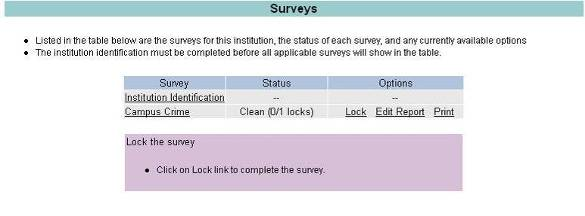 Surveys
• Listed in the table below are the surveys for this institution, the status of each survey, and any currently available options
• The institution identification must be completed before all applicable surveys will show in the table.
Survey Status Options
Institution Identification -- --
Campus Crime Clean (0/1 locks) Lock Edit Report Print
Lock the survey
• Click on Lock link to complete the survey.